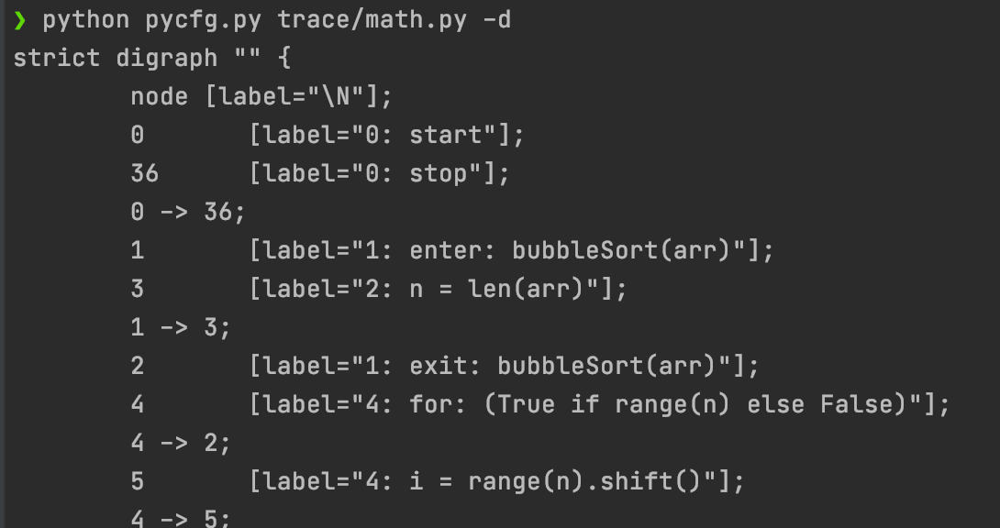 ❯ python pycfg.py trace/math.py -d
strict digraph "" {
        node [label="\N"];
        0       [label="0: start"];
        36      [label="0: stop"];
        0 -> 36;
        1       [label="1: enter: bubbleSort(arr)"];
        3       [label="2: n = len(arr)"];
        1 -> 3;
        2       [label="1: exit: bubbleSort(arr)"];
        4       [label="4: for: (True if range(n) else False)"];
        4 -> 2;
        5       [label="4: i = range(n).shift()"];
        4 -> 5;